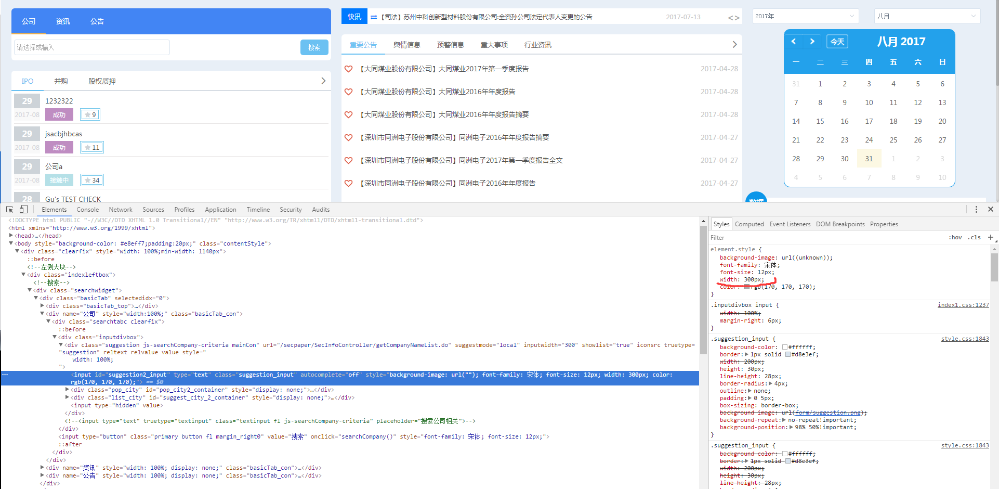 公司 资讯 公告
请选择或输入 搜索
IPO 并购 股权质押
29 1232322
2017-08 成功 9
29 jsacbjhbcas
2017-08 成功 11
29 公司a
2017-08 接触中 34
28 Gu's TEST CHECK
快讯 【司法】苏州中科创新型材料股份有限公司:全资孙公司法定代表人变更的公告 2017-07-13 < >
重要公告 舆情信息 预警信息 重大事项 行业资讯
【大同煤业股份有限公司】大同煤业2017年第一季度报告 2017-04-28
【大同煤业股份有限公司】大同煤业2016年年度报告 2017-04-28
【大同煤业股份有限公司】大同煤业2016年年度报告摘要 2017-04-28
【深圳市同洲电子股份有限公司】同洲电子2016年年度报告摘要 2017-04-27
【深圳市同洲电子股份有限公司】同洲电子2017年第一季度报告全文 2017-04-27
【深圳市同洲电子股份有限公司】同洲电子2016年年度报告 2017-04-27
2017年 八月
今天 八月 2017
一 二 三 四 五 六 日
31 1 2 3 4 5 6
7 8 9 10 11 12 13
14 15 16 17 18 19 20
21 22 23 24 25 26 27
28 29 30 31 1 2 3
4 5 6 7 8 9 10
数据
Elements Console Network Sources Profiles Application Timeline Security Audits
<!DOCTYPE html PUBLIC "-//W3C//DTD XHTML 1.0 Transitional//EN" "http://www.w3.org/TR/xhtml1/DTD/xhtml1-transitional.dtd">
<html xmlns="http://www.w3.org/1999/xhtml">
<head>…</head>
<body style="background-color: #e8eff7;padding:20px;" class="contentStyle">
<div class="clearfix" style="width: 100%;min-width: 1140px">
::before
<!--左侧大块-->
<div class="indexleftbox">
<!--搜索-->
<div class="searchwidget">
<div class="basicTab" selectedidx="0">
<div class="basicTab_top">…</div>
<div name="公司" style="width:100%;" class="basicTab_con">
<div class="searchtabc clearfix">
::before
<div class="inputdivbox">
<div class="suggestion js-searchCompany-criteria mainCon" url="/secpaper/SecInfoController/getCompanyNameList.do" suggestmode="local" inputwidth="300" showlist="true" iconsrc truetype=
"suggestion" reltext relvalue value style="
width: 100%;
">
<input id="suggestion2_input" type="text" class="suggestion_input" autocomplete="off" style="background-image: url(""); font-family: 宋体; font-size: 12px; width: 300px; color:
rgb(170, 170, 170);"> == $0
<div class="pop_city" id="pop_city2_container" style="display: none;">…</div>
<div class="list_city" id="suggest_city_2_container" style="display: none;">…</div>
<input type="hidden" value>
</div>
<!--<input type="text" truetype="textinput" class="textinput fl js-searchCompany-criteria" placeholder="搜索公司相关">-->
</div>
<input type="button" class="primary button fl margin_right0" value="搜索" onclick="searchCompany()" style="font-family: 宋体; font-size: 12px;">
::after
</div>
</div>
<div name="资讯" style="width: 100%; display: none;" class="basicTab_con">…</div>
<div name="公告" style="width: 100%; display: none;" class="basicTab_con">…</div>
</div>
Styles Computed Event Listeners DOM Breakpoints Properties
Filter :hov .cls +
element.style {
background-image: url((unknown));
font-family: 宋体;
font-size: 12px;
width: 300px;
color: rgb(170, 170, 170);
}
.inputdivbox input { index1.css:1237
width: 100%;
margin-right: 6px;
}
.suggestion_input { style.css:1843
background-color: #ffffff;
border: 1px solid #d8e3ef;
width: 200px;
height: 30px;
line-height: 28px;
border-radius: 4px;
outline: none;
padding: 0 5px;
box-sizing: border-box;
background-image: url(form/suggestion.png);
background-repeat: no-repeat!important;
background-position: 98% 50%!important;
}
.suggestion_input { style.css:1843
background-color: #ffffff;
border: 1px solid #d8e3ef;
width: 200px;
height: 30px;
line-height: 28px;